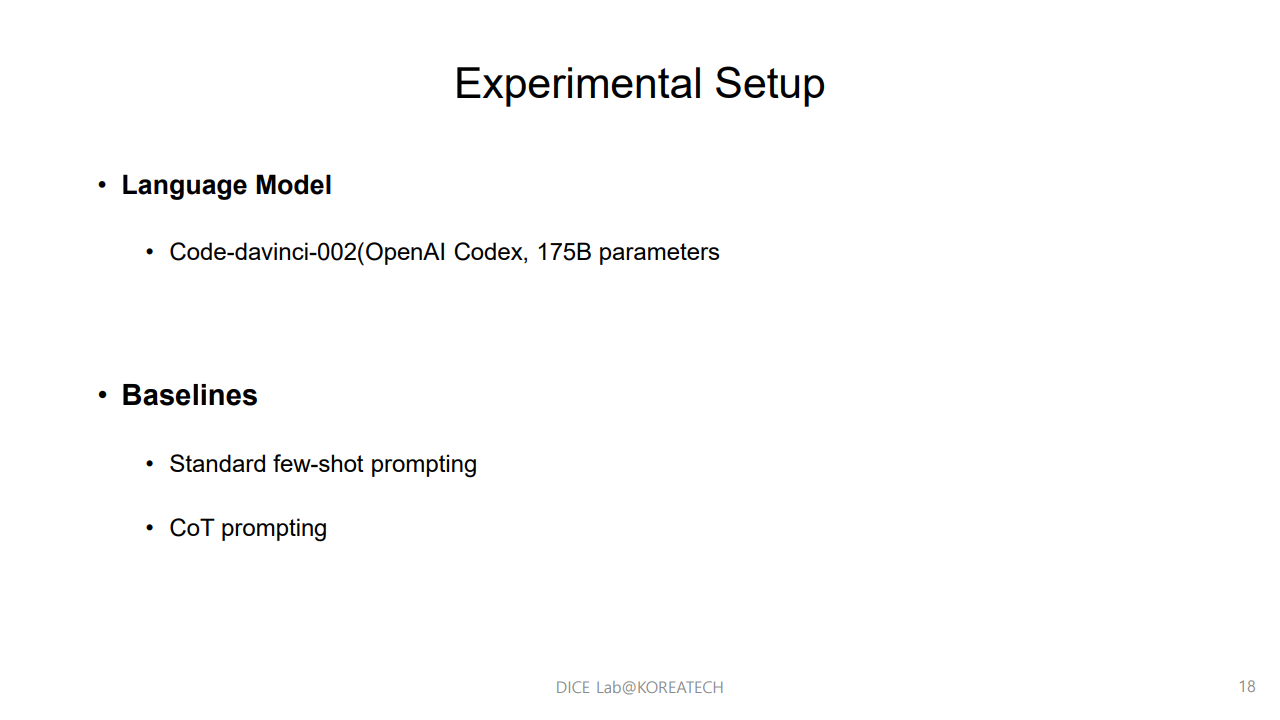 Experimental Setup
• Language Model
• Code-davinci-002(OpenAI Codex, 175B parameters
• Baselines
• Standard few-shot prompting
• CoT prompting
DICE Lab@KOREATECH
18